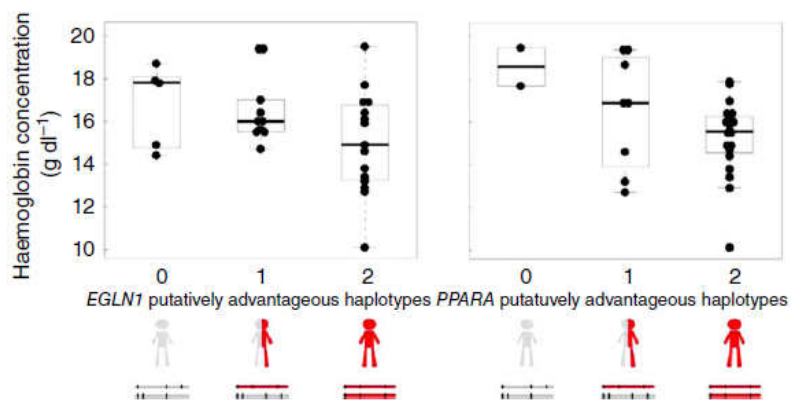 Haemoglobin concentration
(g dl⁻¹)
20
18
16
14
12
10
0 1 2
0 1 2
EGLN1 putatively advantageous haplotypes
PPARA putatuvely advantageous haplotypes